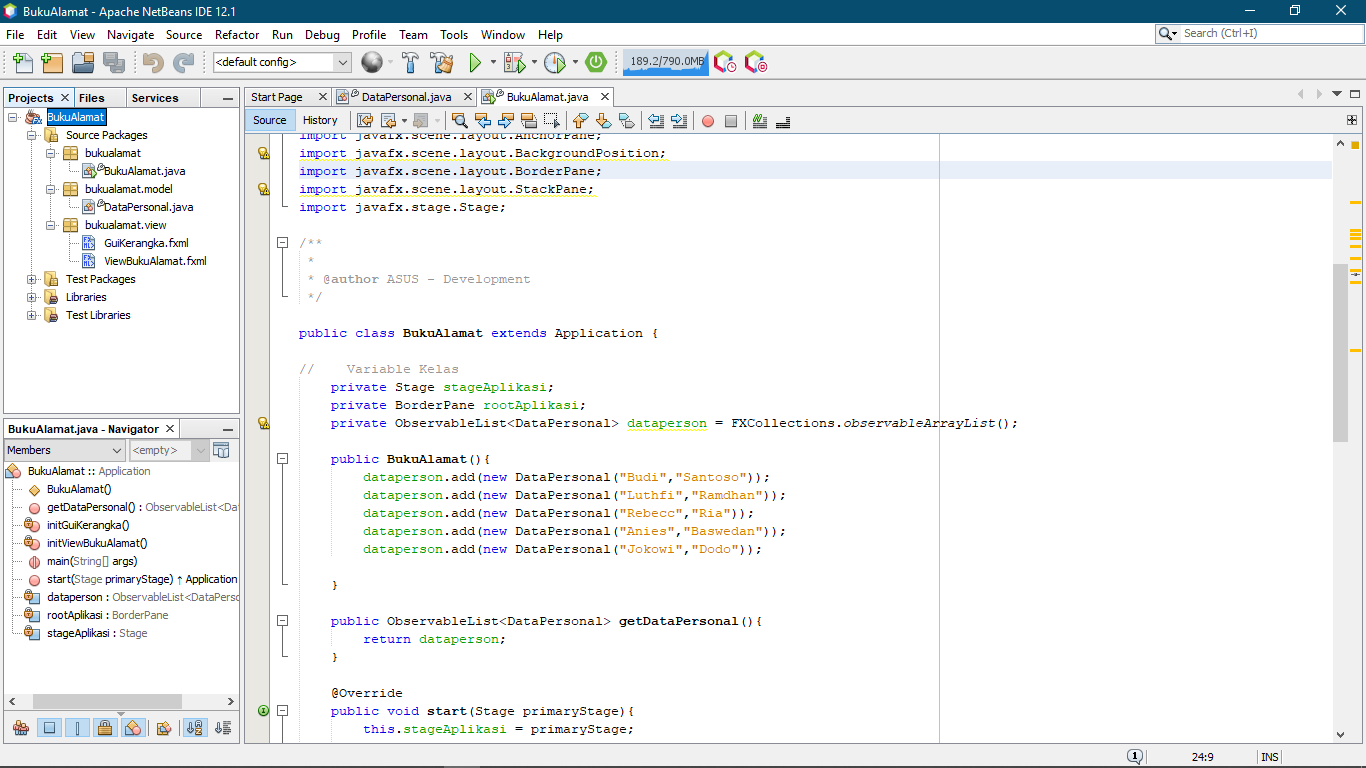 BukuAlamat - Apache NetBeans IDE 12.1
File Edit View Navigate Source Refactor Run Debug Profile Team Tools Window Help
Search (Ctrl+I)
<default config>
189.2/790.0MB
Projects Files Services
BukuAlamat
Source Packages
bukualamat
BukuAlamat.java
bukualamat.model
DataPersonal.java
bukualamat.view
GuiKerangka.fxml
ViewBukuAlamat.fxml
Test Packages
Libraries
Test Libraries
BukuAlamat.java - Navigator
Members <empty>
BukuAlamat :: Application
BukuAlamat()
getDataPersonal() : ObservableList<Da
initGuiKerangka()
initViewBukuAlamat()
main(String[] args)
start(Stage primaryStage) ↑ Application
dataperson : ObservableList<DataPerso
rootAplikasi : BorderPane
stageAplikasi : Stage
Start Page DataPersonal.java BukuAlamat.java
Source History
import javafx.scene.layout.AnchorPane;
import javafx.scene.layout.BackgroundPosition;
import javafx.scene.layout.BorderPane;
import javafx.scene.layout.StackPane;
import javafx.stage.Stage;
/**
*
* @author ASUS - Development
*/
public class BukuAlamat extends Application {
// Variable Kelas
private Stage stageAplikasi;
private BorderPane rootAplikasi;
private ObservableList<DataPersonal> dataperson = FXCollections.observableArrayList();
public BukuAlamat(){
dataperson.add(new DataPersonal("Budi","Santoso"));
dataperson.add(new DataPersonal("Luthfi","Ramdhan"));
dataperson.add(new DataPersonal("Rebecc","Ria"));
dataperson.add(new DataPersonal("Anies","Baswedan"));
dataperson.add(new DataPersonal("Jokowi","Dodo"));
}
public ObservableList<DataPersonal> getDataPersonal(){
return dataperson;
}
@Override
public void start(Stage primaryStage){
this.stageAplikasi = primaryStage;
1 24:9 INS